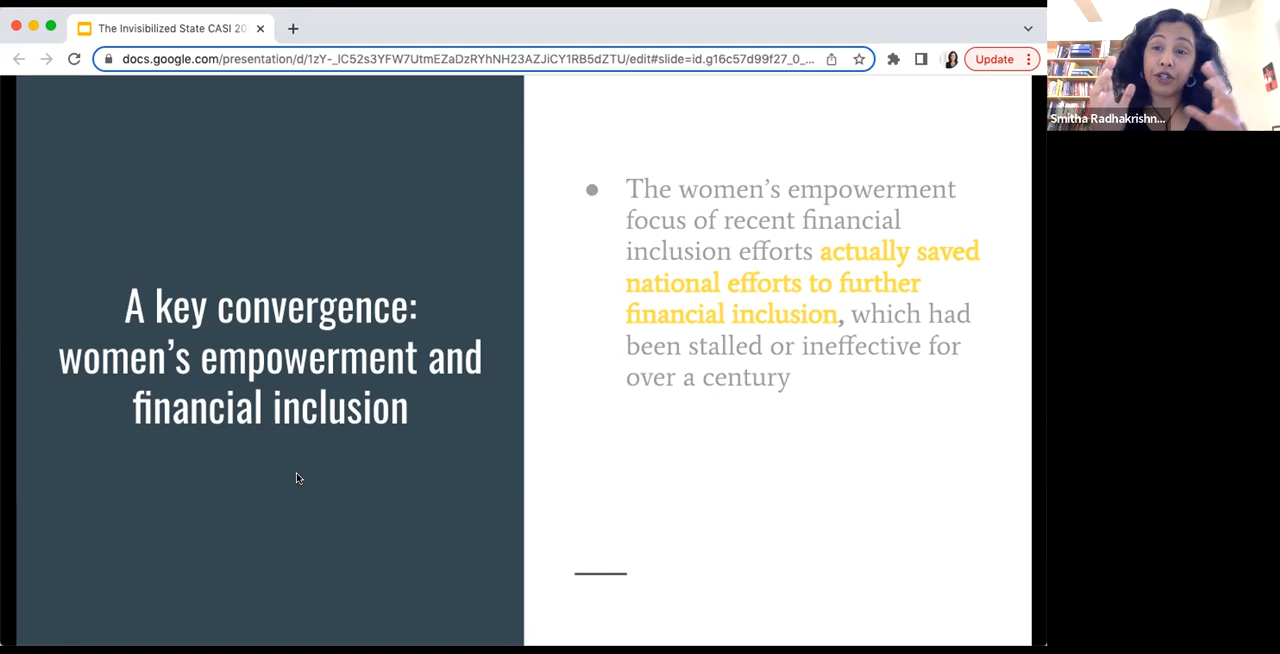 The Invisibilized State CASI 20
docs.google.com/presentation/d/1zY-_lC52s3YFW7UtmEZaDzRYhNH23AZJiCY1RB5dZTU/edit#slide=id.g16c57d99f27_0_...
Update
Smitha Radhakrishn...
A key convergence:
women's empowerment and
financial inclusion
● The women's empowerment
focus of recent financial
inclusion efforts actually saved
national efforts to further
financial inclusion, which had
been stalled or ineffective for
over a century